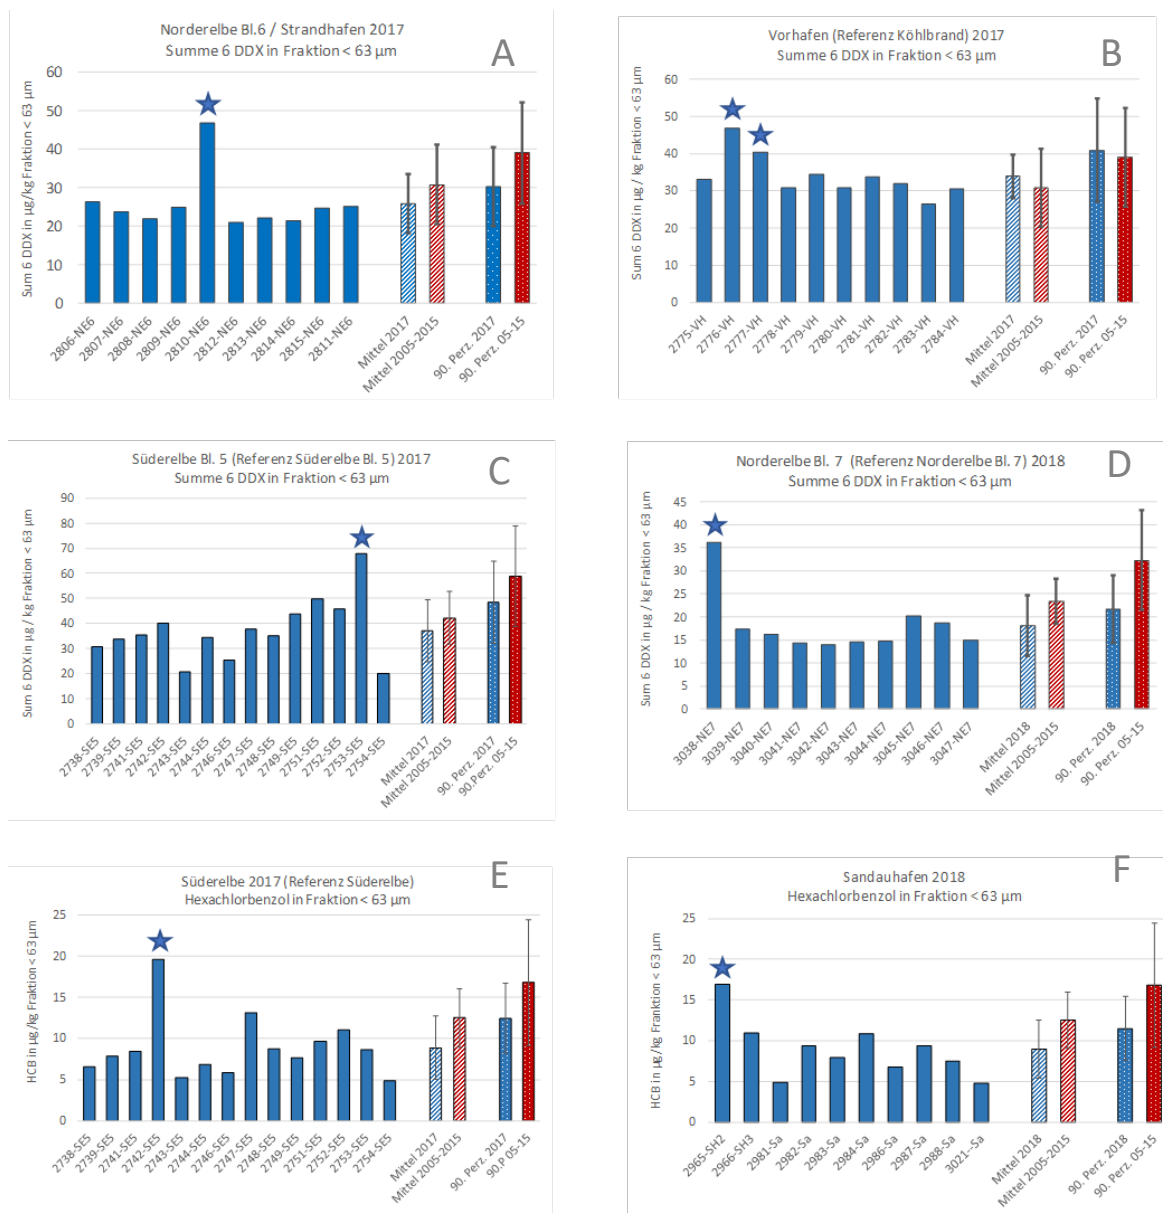 Norderelbe Bl.6 / Strandhafen 2017
Summe 6 DDX in Fraktion < 63 µm
A
Sum 6 DDX in µg/kg Fraktion < 63 µm
60
50
40
30
20
10
0
2806-NE6
2807-NE6
2808-NE6
2809-NE6
2810-NE6
2812-NE6
2813-NE6
2814-NE6
2815-NE6
2811-NE6
Mittel 2017
Mittel 2005-2015
90. Perz. 2017
90. Perz. 05-15
Vorhafen (Referenz Köhlbrand) 2017
Summe 6 DDX in Fraktion < 63 µm
B
Sum 6 DDX in µg / kg Fraktion < 63 µm
60
50
40
30
20
10
0
2775-VH
2776-VH
2777-VH
2778-VH
2779-VH
2780-VH
2781-VH
2782-VH
2783-VH
2784-VH
Mittel 2017
Mittel 2005-2015
90. Perz. 2017
90. Perz. 05-15
Süderelbe Bl. 5 (Referenz Süderelbe Bl. 5) 2017
Summe 6 DDX in Fraktion < 63 µm
C
Sum 6 DDX in µg / kg Fraktion < 63 µm
90
80
70
60
50
40
30
20
10
0
2738-SE5
2739-SE5
2741-SE5
2742-SE5
2743-SE5
2744-SE5
2746-SE5
2747-SE5
2748-SE5
2749-SE5
2751-SE5
2752-SE5
2753-SE5
2754-SE5
Mittel 2017
Mittel 2005-2015
90. Perz. 2017
90.Perz. 05-15
Norderelbe Bl. 7 (Referenz Norderelbe Bl. 7) 2018
Summe 6 DDX in Fraktion < 63 µm
D
Sum 6 DDX in µg / kg Fraktion < 63 µm
45
40
35
30
25
20
15
10
5
0
3038-NE7
3039-NE7
3040-NE7
3041-NE7
3042-NE7
3043-NE7
3044-NE7
3045-NE7
3046-NE7
3047-NE7
Mittel 2018
Mittel 2005-2015
90. Perz. 2018
90. Perz. 05-15
Süderelbe 2017 (Referenz Süderelbe)
Hexachlorbenzol in Fraktion < 63 µm
E
HCB in µg/kg Fraktion < 63 µm
25
20
15
10
5
0
2738-SE5
2739-SE5
2741-SE5
2742-SE5
2743-SE5
2744-SE5
2746-SE5
2747-SE5
2748-SE5
2749-SE5
2751-SE5
2752-SE5
2753-SE5
2754-SE5
Mittel 2017
Mittel 2005-2015
90. Perz. 2017
90.P 05-15
Sandauhafen 2018
Hexachlorbenzol in Fraktion < 63 µm
F
HCB in µg/kg Franktion < 63 µm
25
20
15
10
5
0
2965-SH2
2966-SH3
2981-Sa
2982-Sa
2983-Sa
2984-Sa
2986-Sa
2987-Sa
2988-Sa
3021--Sa
Mittel 2018
Mittel 2005-2015
90. Perz. 2018
90. Perz. 05-15